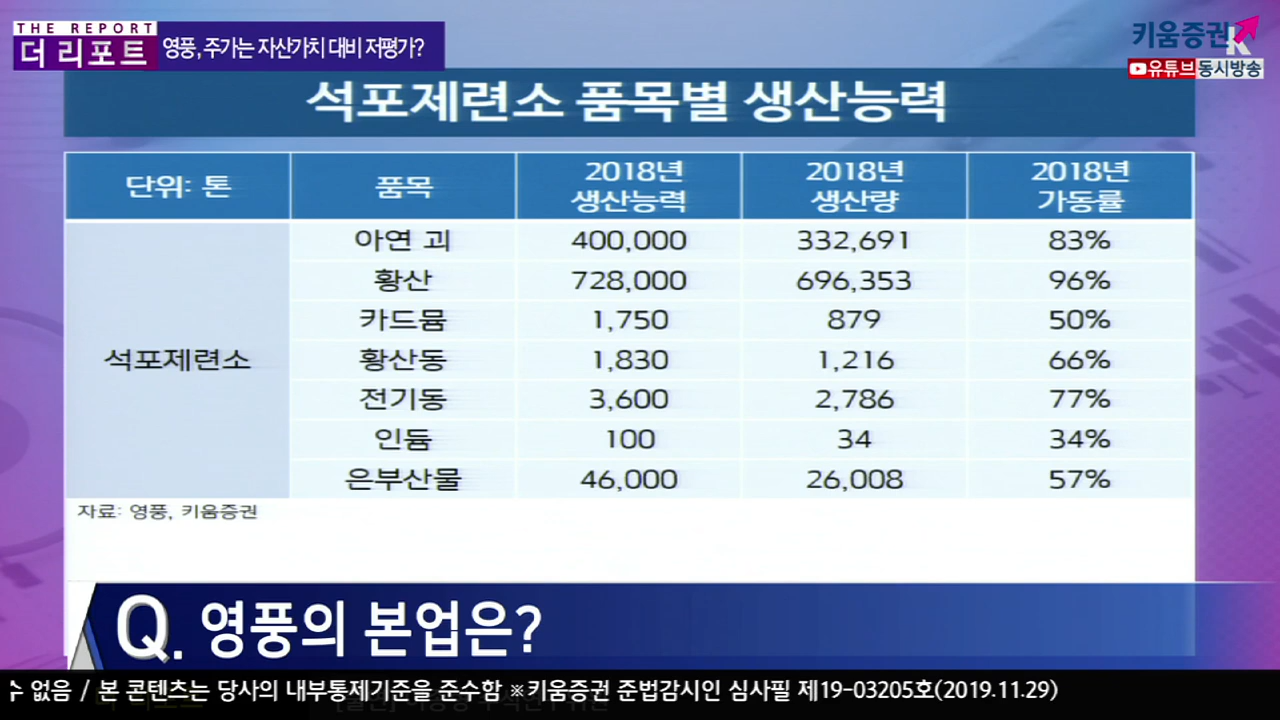 THE REPORT
더 리포트
영풍, 주가는 자산가치 대비 저평가?
키움증권
유튜브동시방송
석포제련소 품목별 생산능력
단위: 톤 품목 2018년 생산능력 2018년 생산량 2018년 가동률
석포제련소
아연 괴 400,000 332,691 83%
황산 728,000 696,353 96%
카드뮴 1,750 879 50%
황산동 1,830 1,216 66%
전기동 3,600 2,786 77%
인듐 100 34 34%
은부산물 46,000 26,008 57%
자료: 영풍, 키움증권
Q. 영풍의 본업은?
수 없음 / 본 콘텐츠는 당사의 내부통제기준을 준수함 ※키움증권 준법감시인 심사필 제19-03205호(2019.11.29)